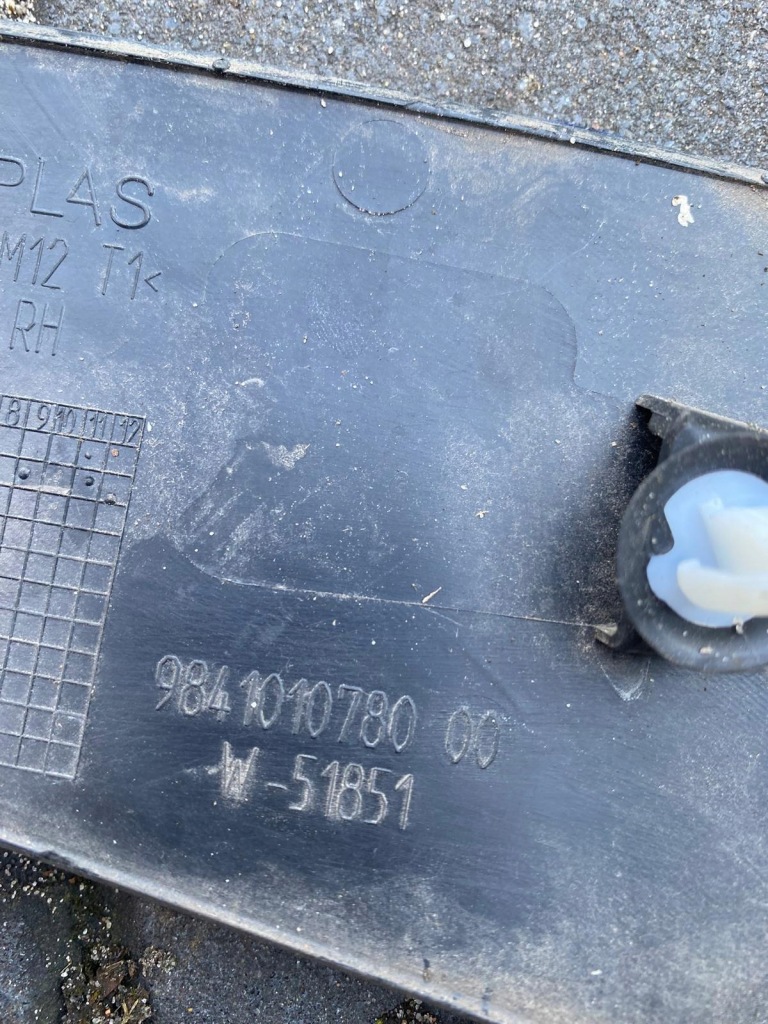 PLAS
M12 T1<
RH
8 9 10 11 12
9841010780 00
W-51851